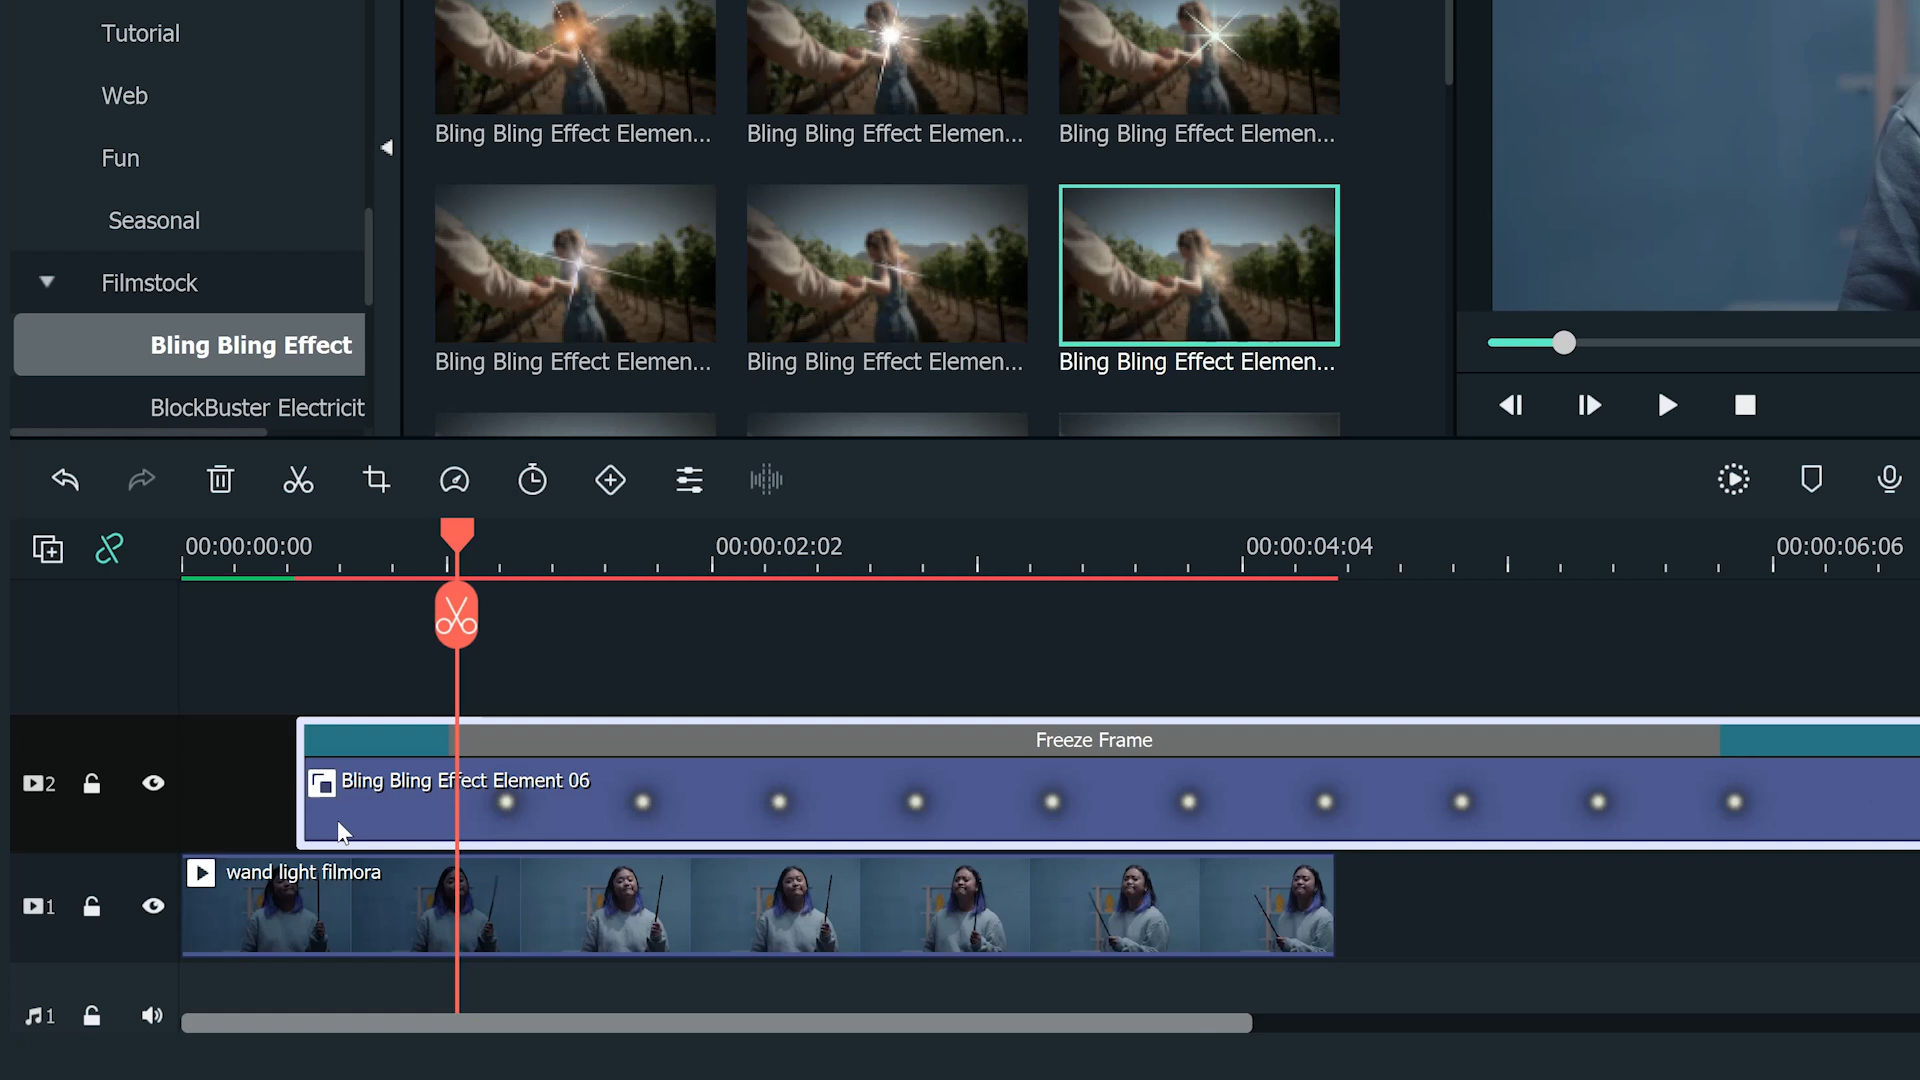 Tutorial
Web
Fun
Seasonal
Filmstock
Bling Bling Effect
BlockBuster Electricit
Bling Bling Effect Elemen...
Bling Bling Effect Elemen...
Bling Bling Effect Elemen...
Bling Bling Effect Elemen...
Bling Bling Effect Elemen...
Bling Bling Effect Elemen...
00:00:00:00
00:00:02:02
00:00:04:04
00:00:06:06
Freeze Frame
2
Bling Bling Effect Element 06
wand light filmora
1
1